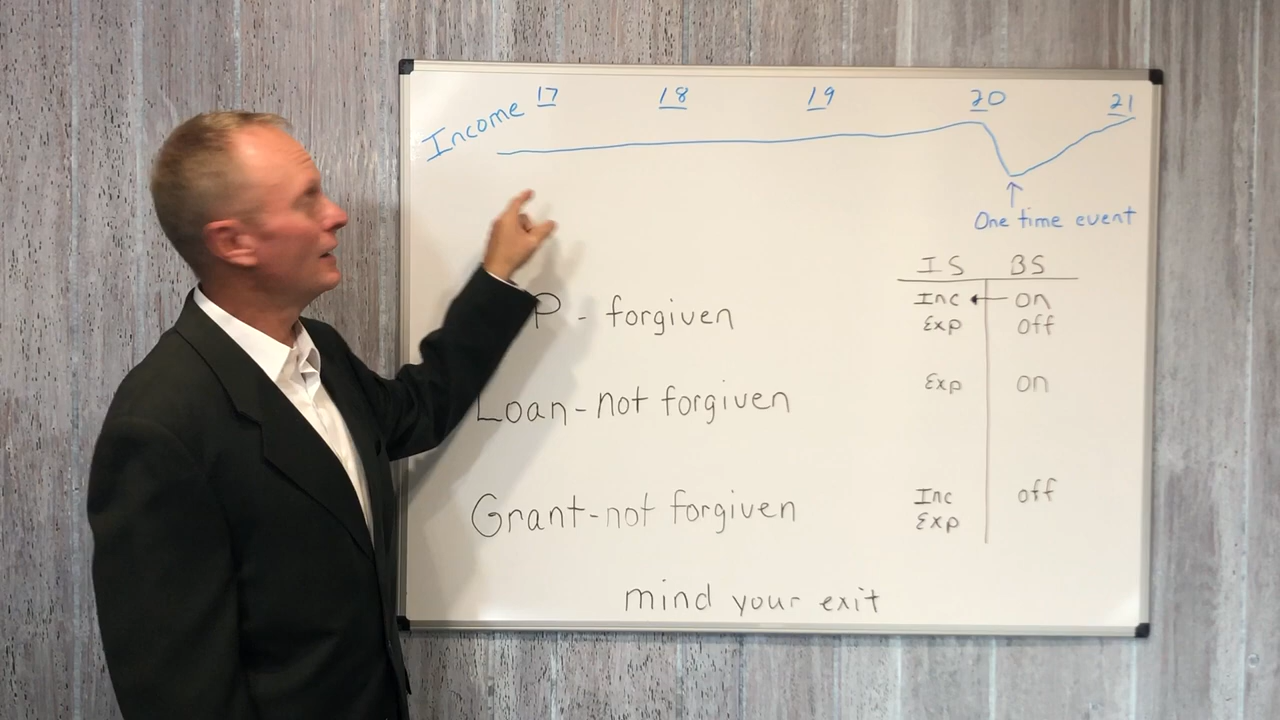 Income 17 18 19 20 21
One time event
IS BS
Inc On
P - forgiven
Exp Off
Exp On
Loan - not forgiven
Inc Off
Grant - not forgiven
Exp
mind your exit